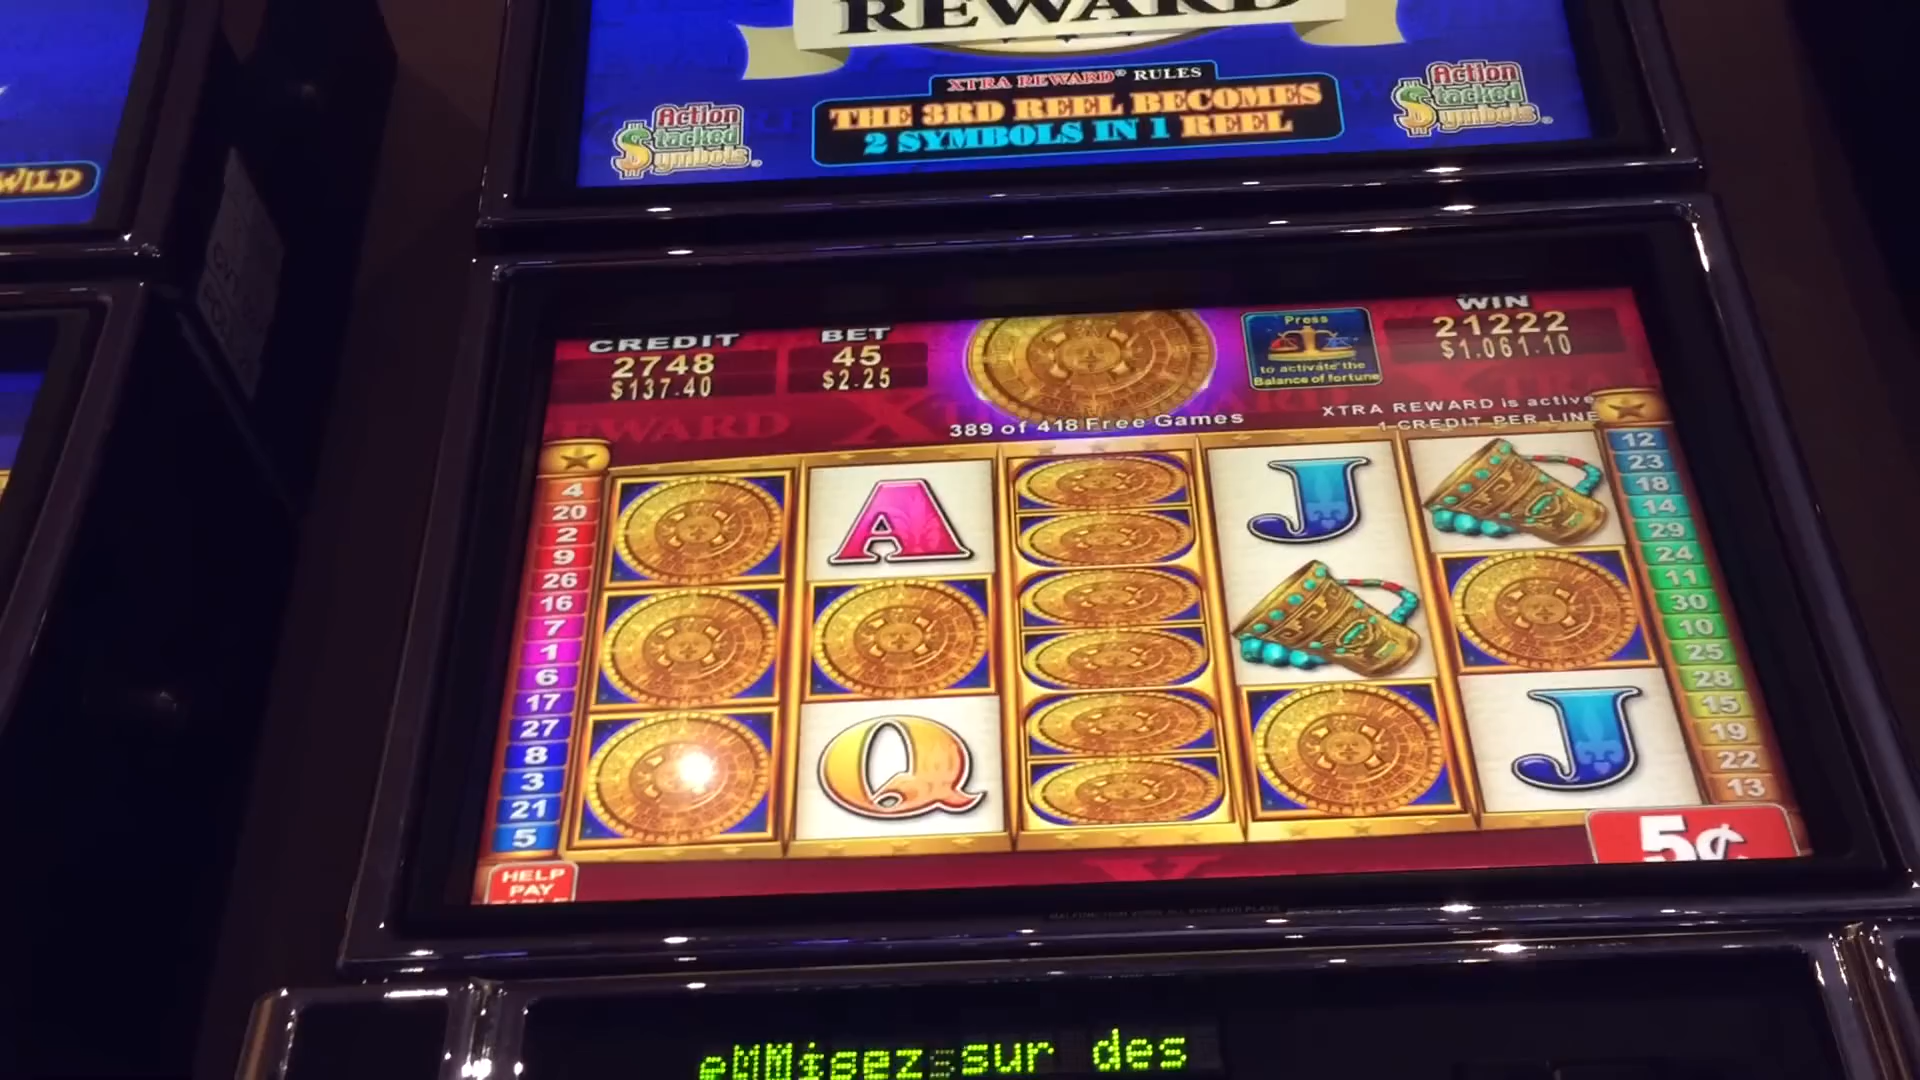 REWARD
XTRA REWARD® RULES
THE 3RD REEL BECOMES
2 SYMBOLS IN 1 REEL
Action
$tacked
$ymbols®
Action
$tacked
$ymbols®
WILD
CREDIT
2748
$137.40
BET
45
$2.25
Press
to activate the
Balance of fortune
WIN
21222
$1,061.10
389 of 418 Free Games
XTRA REWARD is active
1 CREDIT PER LINE
4
20
2
9
26
16
7
1
6
17
27
8
3
21
5
A
Q
J
J
12
23
18
14
29
24
11
30
10
25
28
15
19
22
13
HELP
PAY
5¢
sur des